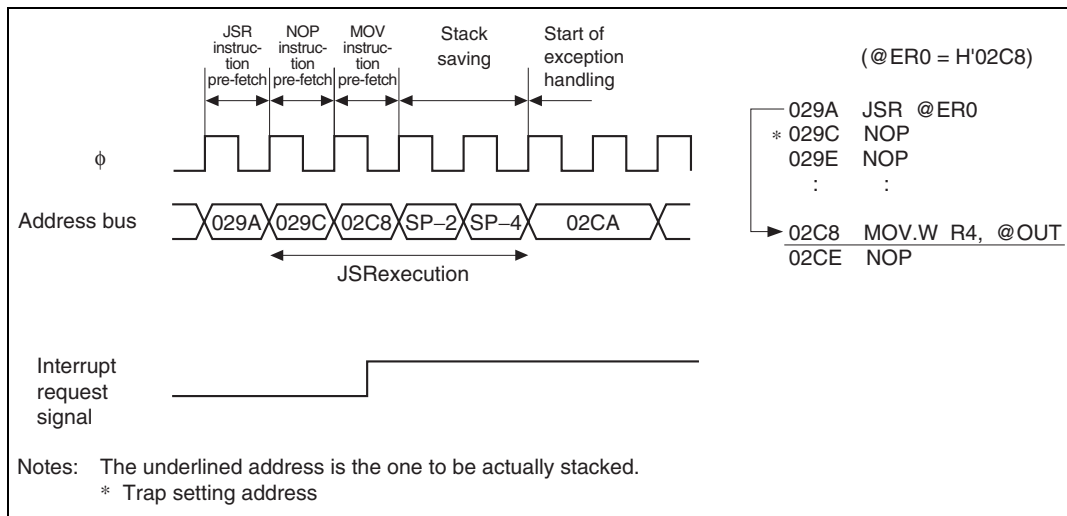 JSR instruc-tion pre-fetch
NOP instruc-tion pre-fetch
MOV instruc-tion pre-fetch
Stack saving
Start of exception handling
(@ER0 = H'02C8)
029A JSR @ER0
* 029C NOP
029E NOP
: :
02C8 MOV.W R4, @OUT
02CE NOP
φ
Address bus
029A 029C 02C8 SP–2 SP–4 02CA
JSRexecution
Interrupt
request
signal
Notes: The underlined address is the one to be actually stacked.
* Trap setting address